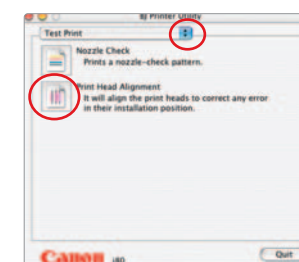 BJ Printer Utility
Test Print
Nozzle Check
Prints a nozzle-check pattern.
Print Head Alignment
It will align the print heads to correct any error
in their installation position.
Canon i80
Quit